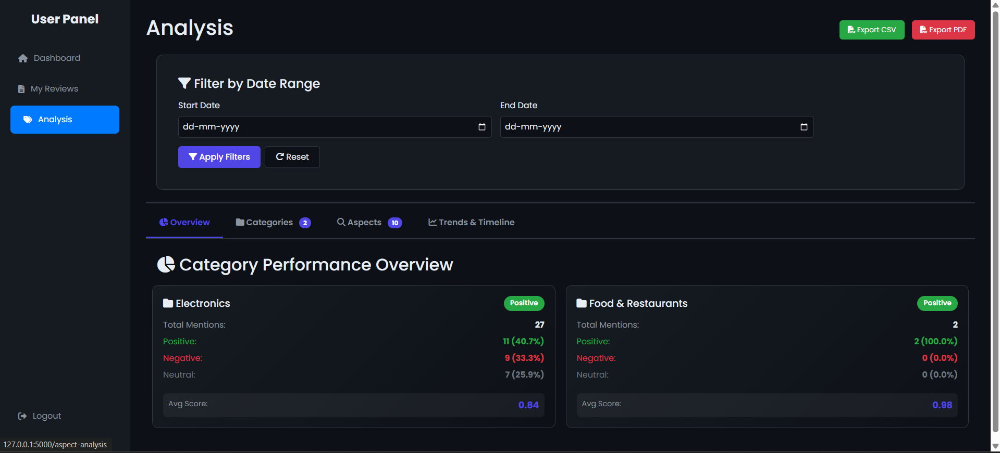 User Panel
Dashboard
My Reviews
Analysis
Logout
127.0.0.1:5000/aspect-analysis
Analysis
Export CSV
Export PDF
Filter by Date Range
Start Date
End Date
dd-mm-yyyy
dd-mm-yyyy
Apply Filters
Reset
Overview
Categories 2
Aspects 10
Trends & Timeline
Category Performance Overview
Electronics
Positive
Total Mentions: 27
Positive: 11 (40.7%)
Negative: 9 (33.3%)
Neutral: 7 (25.9%)
Avg Score: 0.84
Food & Restaurants
Positive
Total Mentions: 2
Positive: 2 (100.0%)
Negative: 0 (0.0%)
Neutral: 0 (0.0%)
Avg Score: 0.98